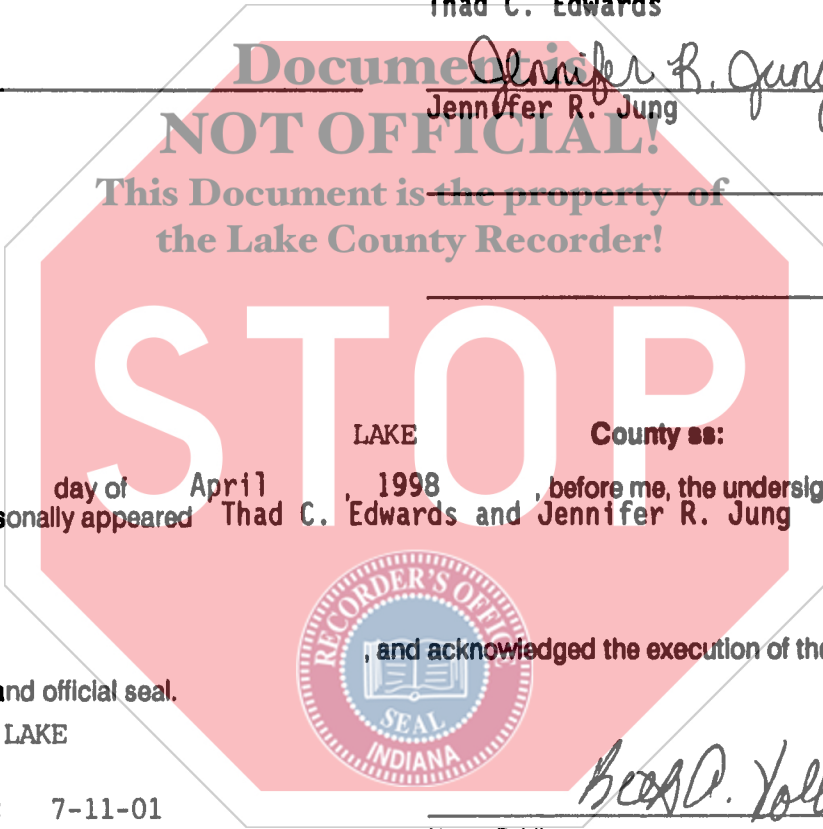 Thad C. Edwards
Document is
Jennifer R. Jung
Jennifer R. Jung
NOT OFFICIAL!
This Document is the property of
the Lake County Recorder!
STOP
LAKE County ss:
day of April , 1998 , before me, the undersig
sonally appeared Thad C. Edwards and Jennifer R. Jung
RECORDER'S OFFICE
, and acknowledged the execution of the
and official seal.
SEAL
INDIANA
LAKE
7-11-01